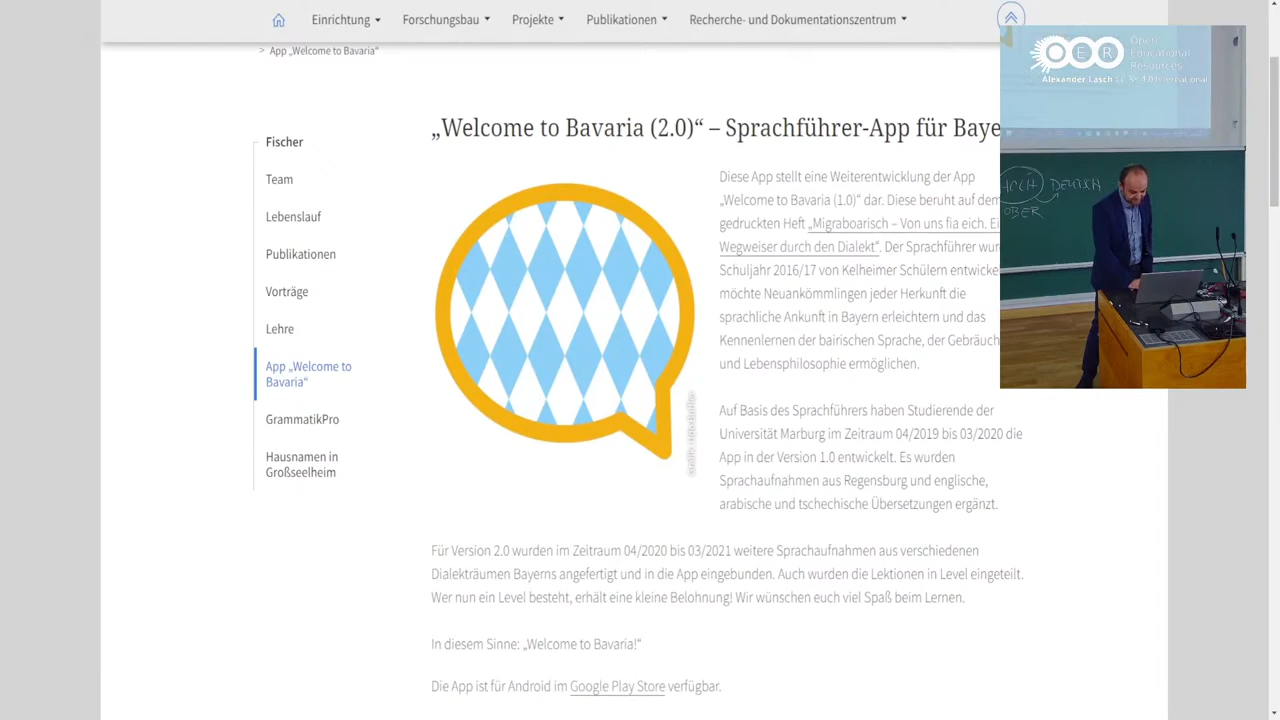 Einrichtung
Forschungsbau
Projekte
Publikationen
Recherche- und Dokumentationszentrum
> App „Welcome to Bavaria“
Open
Educational
Resources
OER
Alexander Lasch
„Welcome to Bavaria (2.0)“ – Sprachführer-App für Baye
Fischer
Team
Lebenslauf
Publikationen
Vorträge
Lehre
App „Welcome to
Bavaria“
GrammatikPro
Hausnamen in
Großseelheim
Diese App stellt eine Weiterentwicklung der App
„Welcome to Bavaria (1.0)“ dar. Diese beruht auf dem
gedruckten Heft „Migraboarisch – Von uns fia eich. Ei
Wegweiser durch den Dialekt“. Der Sprachführer wur
Schuljahr 2016/17 von Kelheimer Schülern entwicke
möchte Neuankömmlingen jeder Herkunft die
sprachliche Ankunft in Bayern erleichtern und das
Kennenlernen der bairischen Sprache, der Gebräuch
und Lebensphilosophie ermöglichen.
Auf Basis des Sprachführers haben Studierende der
Universität Marburg im Zeitraum 04/2019 bis 03/2020 die
App in der Version 1.0 entwickelt. Es wurden
Sprachaufnahmen aus Regensburg und englische,
arabische und tschechische Übersetzungen ergänzt.
Für Version 2.0 wurden im Zeitraum 04/2020 bis 03/2021 weitere Sprachaufnahmen aus verschiedenen
Dialekträumen Bayerns angefertigt und in die App eingebunden. Auch wurden die Lektionen in Level eingeteilt.
Wer nun ein Level besteht, erhält eine kleine Belohnung! Wir wünschen euch viel Spaß beim Lernen.
In diesem Sinne: „Welcome to Bavaria!“
Die App ist für Android im Google Play Store verfügbar.
DEUTSCH
OBER